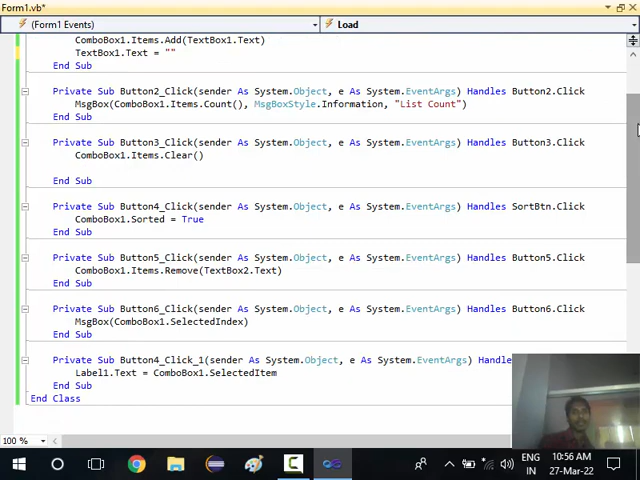 Form1.vb*
(Form1 Events)
Load
ComboBox1.Items.Add(TextBox1.Text)
TextBox1.Text = ""
End Sub
Private Sub Button2_Click(sender As System.Object, e As System.EventArgs) Handles Button2.Click
MsgBox(ComboBox1.Items.Count(), MsgBoxStyle.Information, "List Count")
End Sub
Private Sub Button3_Click(sender As System.Object, e As System.EventArgs) Handles Button3.Click
ComboBox1.Items.Clear()
End Sub
Private Sub Button4_Click(sender As System.Object, e As System.EventArgs) Handles SortBtn.Click
ComboBox1.Sorted = True
End Sub
Private Sub Button5_Click(sender As System.Object, e As System.EventArgs) Handles Button5.Click
ComboBox1.Items.Remove(TextBox2.Text)
End Sub
Private Sub Button6_Click(sender As System.Object, e As System.EventArgs) Handles Button6.Click
MsgBox(ComboBox1.SelectedIndex)
End Sub
Private Sub Button4_Click_1(sender As System.Object, e As System.EventArgs) Handles
Label1.Text = ComboBox1.SelectedItem
End Sub
End Class
100 %
ENG
IN
10:56 AM
27-Mar-22